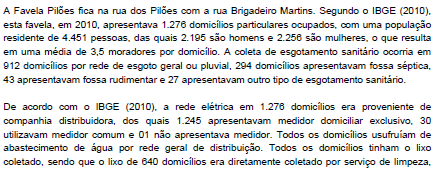 A Favela Pilões fica na rua dos Pilões com a rua Brigadeiro Martins. Segundo o IBGE (2010),
esta favela, em 2010, apresentava 1.276 domicílios particulares ocupados, com uma população
residente de 4.451 pessoas, das quais 2.195 são homens e 2.256 são mulheres, o que resulta
em uma média de 3,5 moradores por domicílio. A coleta de esgotamento sanitário ocorria em
912 domicílios por rede de esgoto geral ou pluvial, 294 domicílios apresentavam fossa séptica,
43 apresentavam fossa rudimentar e 27 apresentavam outro tipo de esgotamento sanitário.
De acordo com o IBGE (2010), a rede elétrica em 1.276 domicílios era proveniente de
companhia distribuidora, dos quais 1.245 apresentavam medidor domiciliar exclusivo, 30
utilizavam medidor comum e 01 não apresentava medidor. Todos os domicílios usufruíam de
abastecimento de água por rede geral de distribuição. Todos os domicílios tinham o lixo
coletado, sendo que o lixo de 640 domicílios era diretamente coletado por serviço de limpeza,